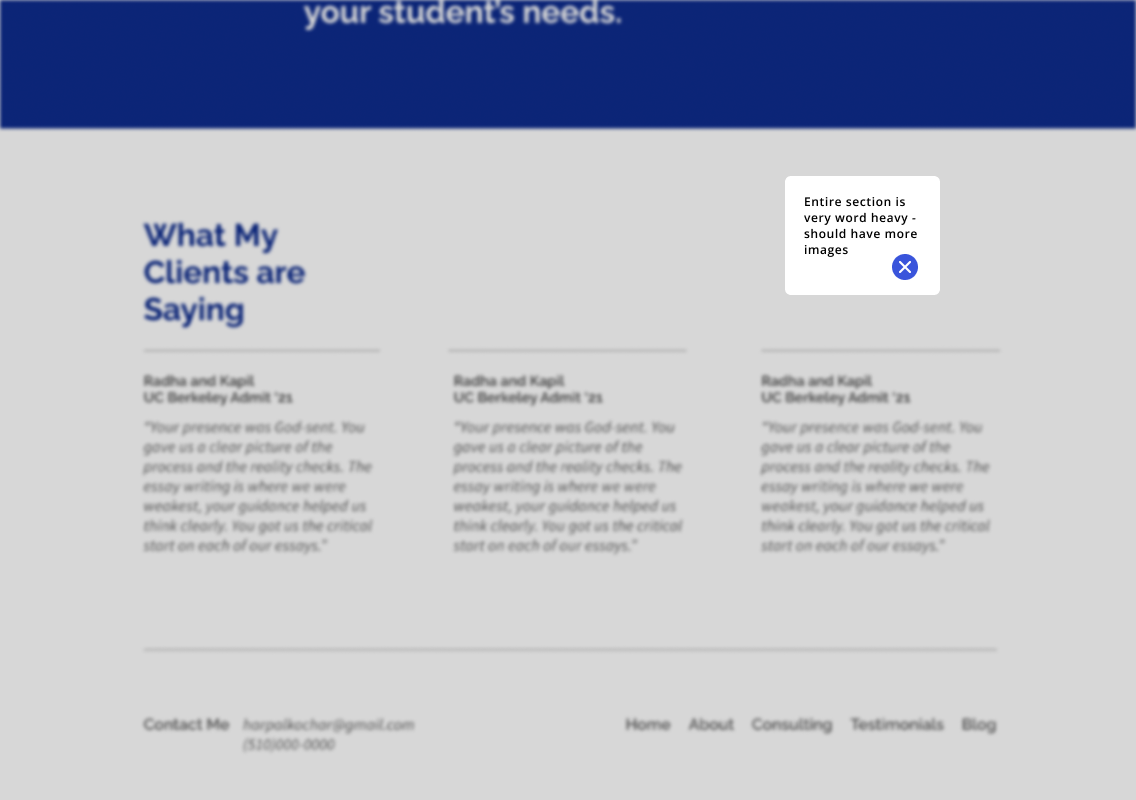 your student's needs.
Entire section is
very word heavy -
should have more
images
What My
Clients are
Saying
Radha and Kapil
UC Berkeley Admit '21
"Your presence was God-sent. You
gave us a clear picture of the
process and the reality checks. The
essay writing is where we were
weakest, your guidance helped us
think clearly. You got us the critical
start on each of our essays."
Radha and Kapil
UC Berkeley Admit '21
"Your presence was God-sent. You
gave us a clear picture of the
process and the reality checks. The
essay writing is where we were
weakest, your guidance helped us
think clearly. You got us the critical
start on each of our essays."
Radha and Kapil
UC Berkeley Admit '21
"Your presence was God-sent. You
gave us a clear picture of the
process and the reality checks. The
essay writing is where we were
weakest, your guidance helped us
think clearly. You got us the critical
start on each of our essays."
Contact Me harpalkochar@gmail.com
(510)000-0000
Home About Consulting Testimonials Blog